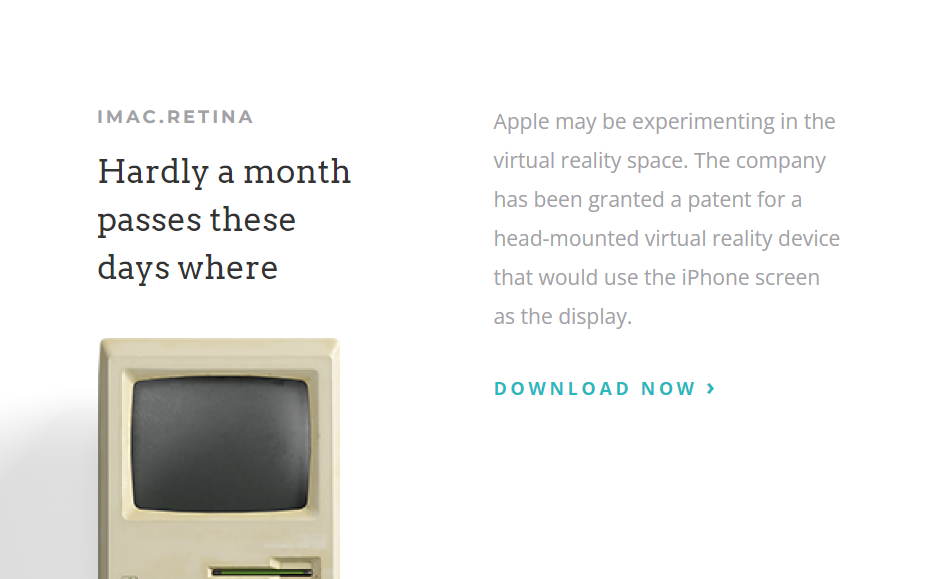 IMAC.RETINA
Hardly a month
passes these
days where
Apple may be experimenting in the
virtual reality space. The company
has been granted a patent for a
head-mounted virtual reality device
that would use the iPhone screen
as the display.
DOWNLOAD NOW ›